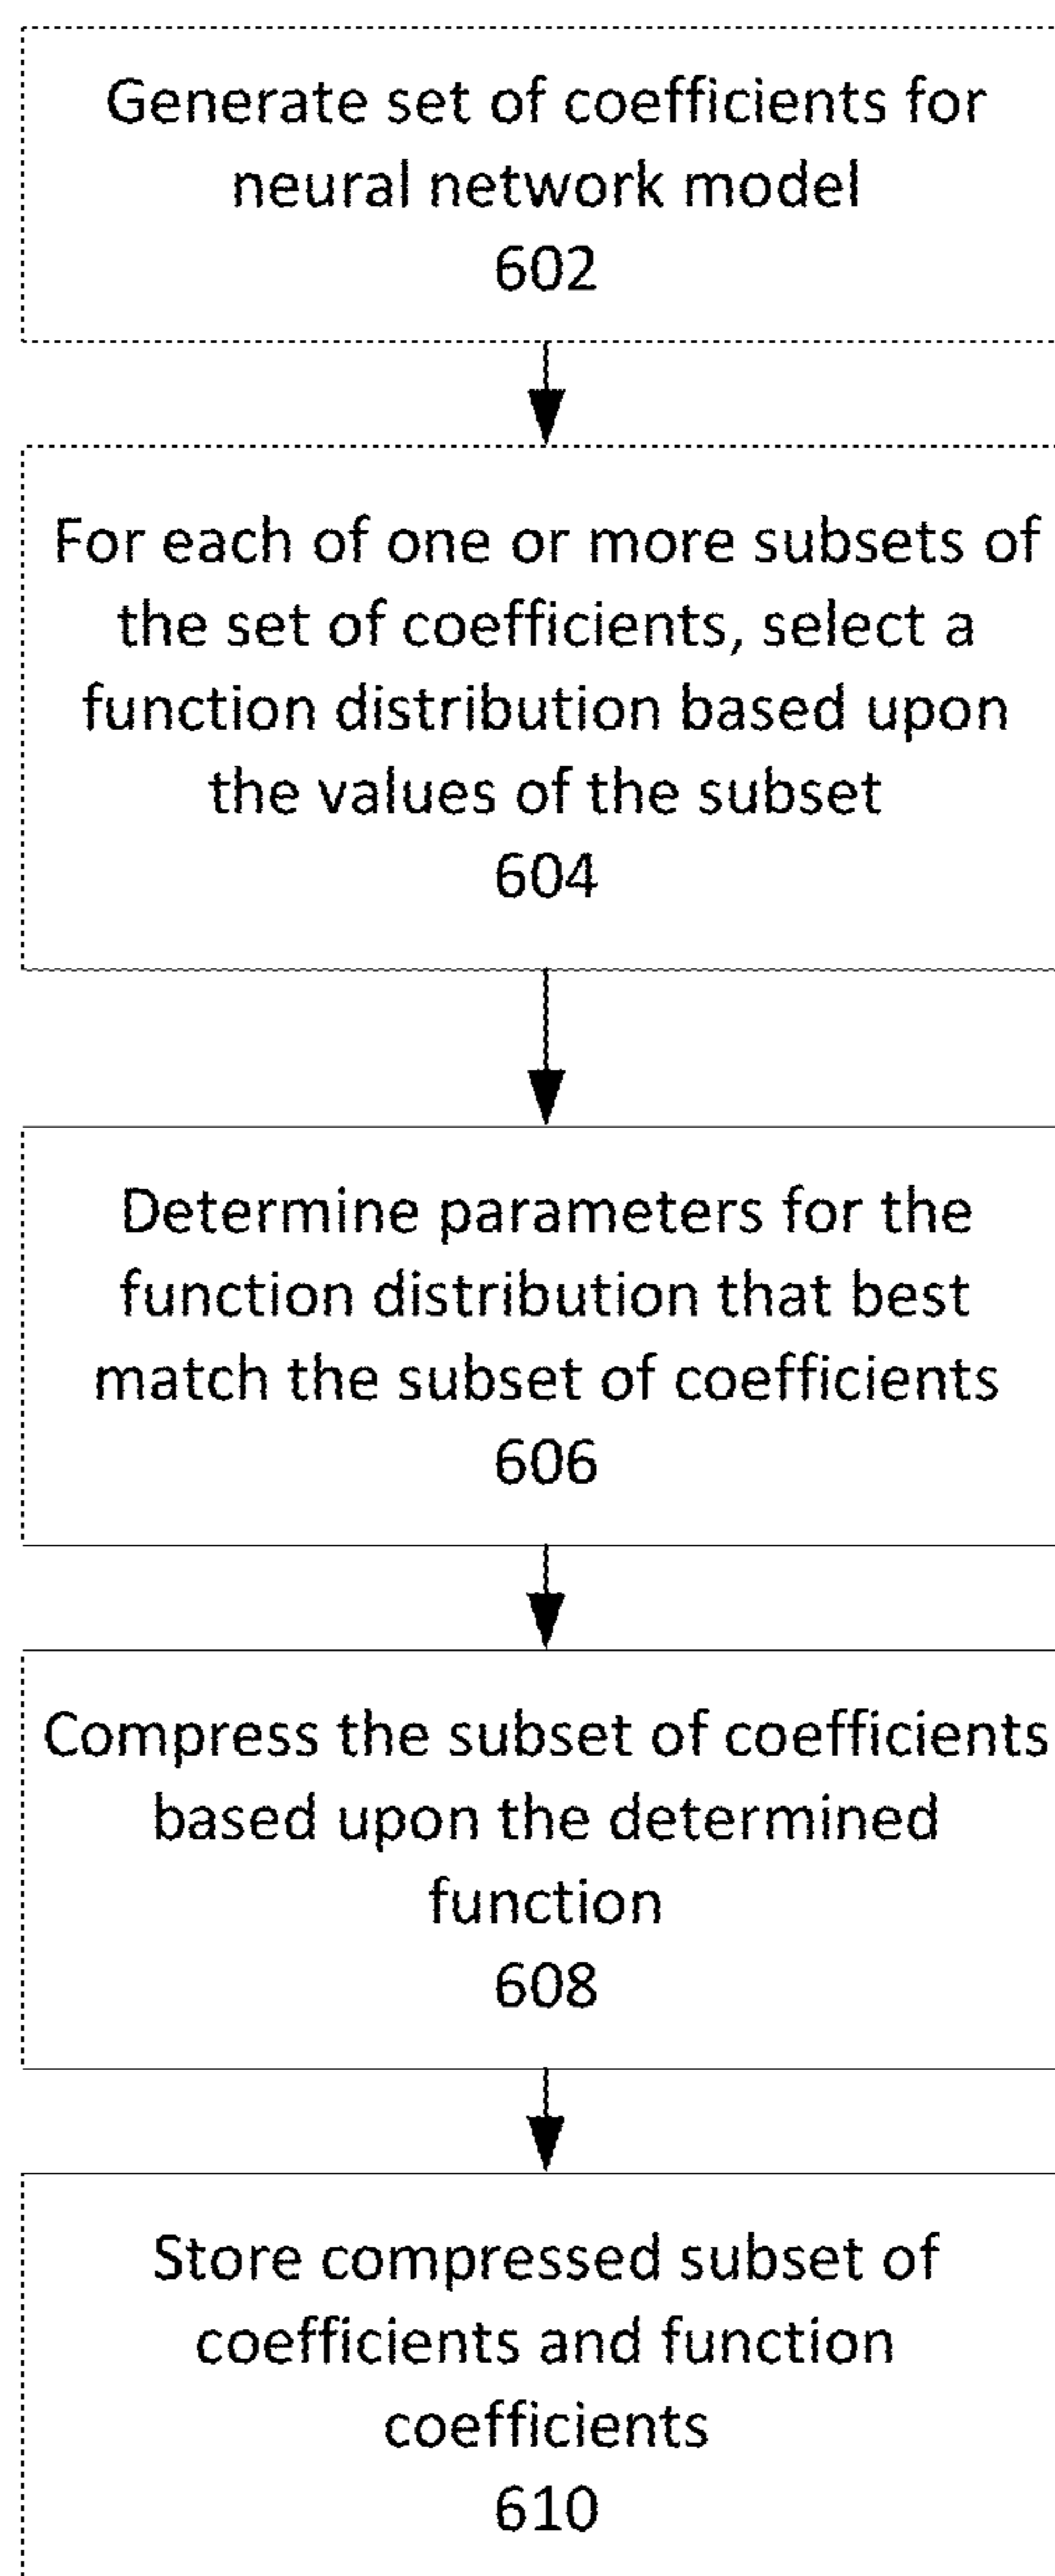 Generate set of coefficients for
neural network model
602
For each of one or more subsets of
the set of coefficients, select a
function distribution based upon
the values of the subset
604
Determine parameters for the
function distribution that best
match the subset of coefficients
606
Compress the subset of coefficients
based upon the determined
function
608
Store compressed subset of
coefficients and function
coefficients
610